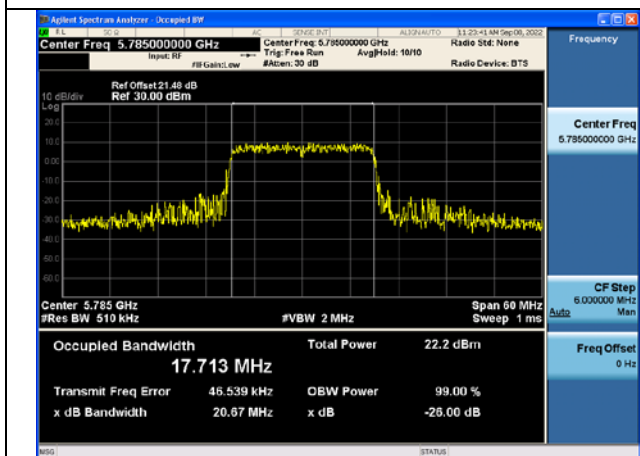 Agilent Spectrum Analyzer - Occupied BW
RL 50 Ω AC SENSE:INT ALIGNAUTO 11:23:41 AM Sep 08, 2022
Center Freq 5.785000000 GHz
Input: RF
#IFGain:Low
Center Freq: 5.785000000 GHz
Trig: Free Run Avg|Hold: 10/10
#Atten: 30 dB
Radio Std: None
Radio Device: BTS
Ref Offset 21.48 dB
10 dB/div Ref 30.00 dBm
Log
20.0
10.0
0.00
-10.0
-20.0
-30.0
-40.0
-50.0
-60.0
Center 5.785 GHz Span 60 MHz
#Res BW 510 kHz #VBW 2 MHz Sweep 1 ms
Occupied Bandwidth Total Power 22.2 dBm
17.713 MHz
Transmit Freq Error 46.539 kHz OBW Power 99.00 %
x dB Bandwidth 20.67 MHz x dB -26.00 dB
MSG STATUS
Frequency
Center Freq
5.785000000 GHz
CF Step
6.000000 MHz
Auto Man
Freq Offset
0 Hz